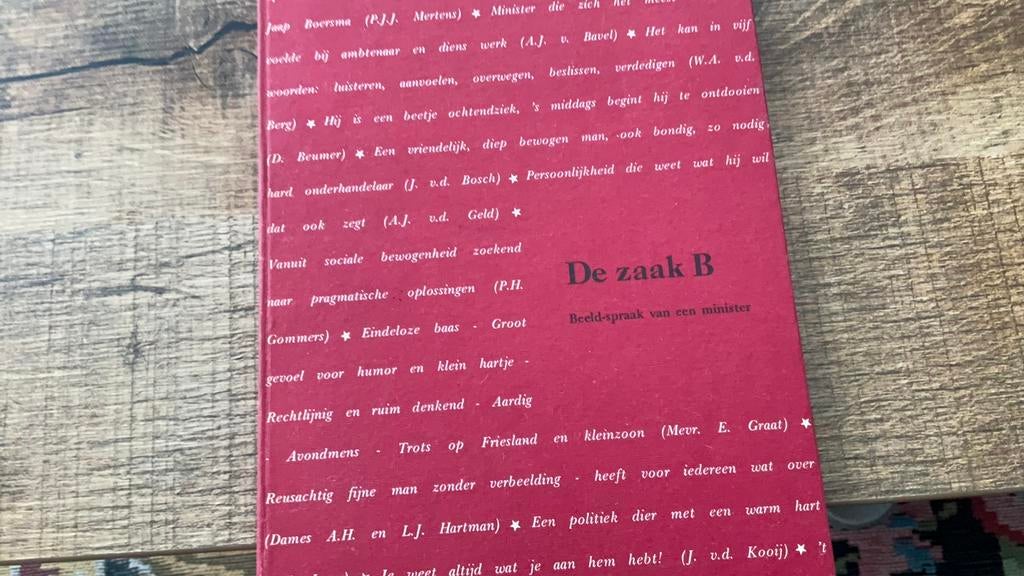 Jaap Boersma (P.J.J. Mertens) ★ Minister die zich het
voelde bij ambtenaar en diens werk (A.J. v. Bavel) ★ Het kan in vijf
woorden: luisteren, aanvoelen, overwegen, beslissen, verdedigen (W.A. v.d.
Berg) ★ Hij is een beetje ochtendziek, 's middags begint hij te ontdooien
(D. Beumer) ★ Een vriendelijk, diep bewogen man, ook bondig, zo nodig
hard onderhandelaar (J. v.d. Bosch) ★ Persoonlijkheid die weet wat hij wil
dat ook zegt (A.J. v.d. Geld) ★
Vanuit sociale bewogenheid zoekend
naar pragmatische oplossingen (P.H.
Gommers) ★ Eindeloze baas - Groot
gevoel voor humor en klein hartje -
Rechtlijnig en ruim denkend - Aardig
- Avondmens - Trots op Friesland en kleinzoon (Mevr. E. Graat) ★
Reusachtig fijne man zonder verbeelding - heeft voor iedereen wat over
(Dames A.H. en L.J. Hartman) ★ Een politiek dier met een warm hart
★ Je weet altijd wat je aan hem hebt! (J. v.d. Kooij) ★ 't
De zaak B
Beeld-spraak van een minister